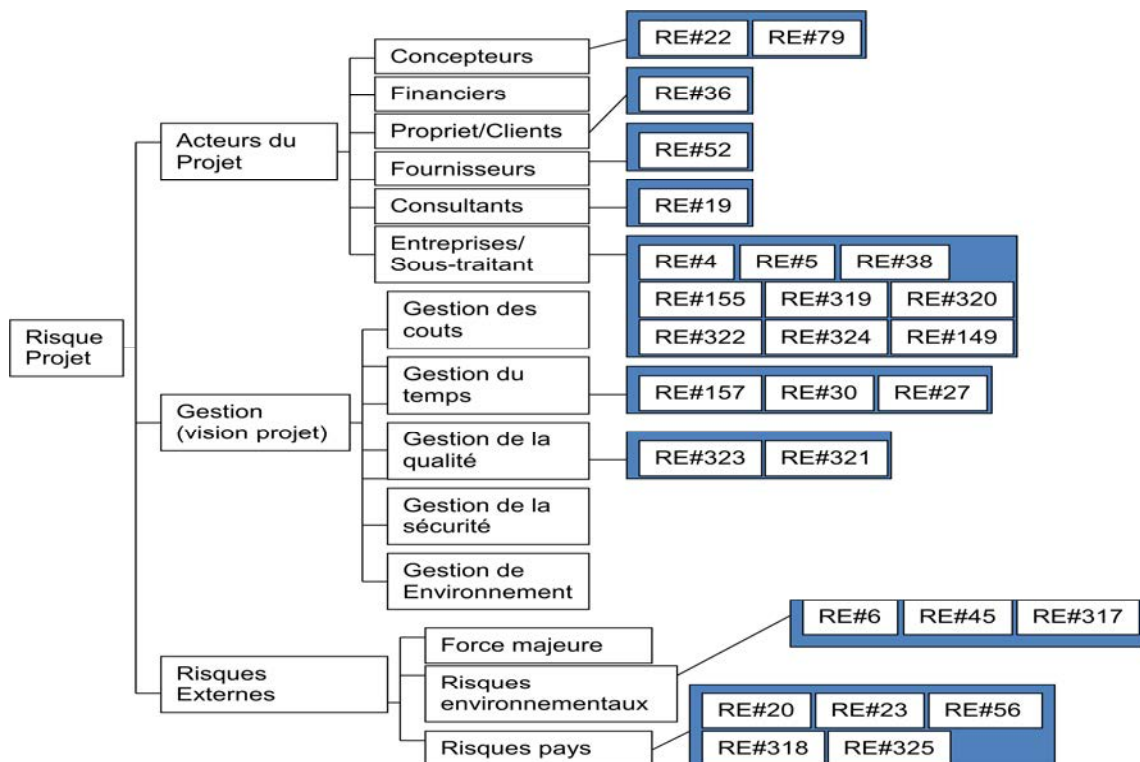 Risque
Projet
Acteurs du
Projet
Concepteurs
RE#22 RE#79
Financiers
Propriet/Clients
RE#36
Fournisseurs
RE#52
Consultants
RE#19
Entreprises/
Sous-traitant
RE#4 RE#5 RE#38
RE#155 RE#319 RE#320
RE#322 RE#324 RE#149
Gestion
(vision projet)
Gestion des
couts
Gestion du
temps
RE#157 RE#30 RE#27
Gestion de la
qualité
RE#323 RE#321
Gestion de la
sécurité
Gestion de
Environnement
Risques
Externes
Force majeure
Risques
environnementaux
RE#6 RE#45 RE#317
Risques pays
RE#20 RE#23 RE#56
RE#318 RE#325